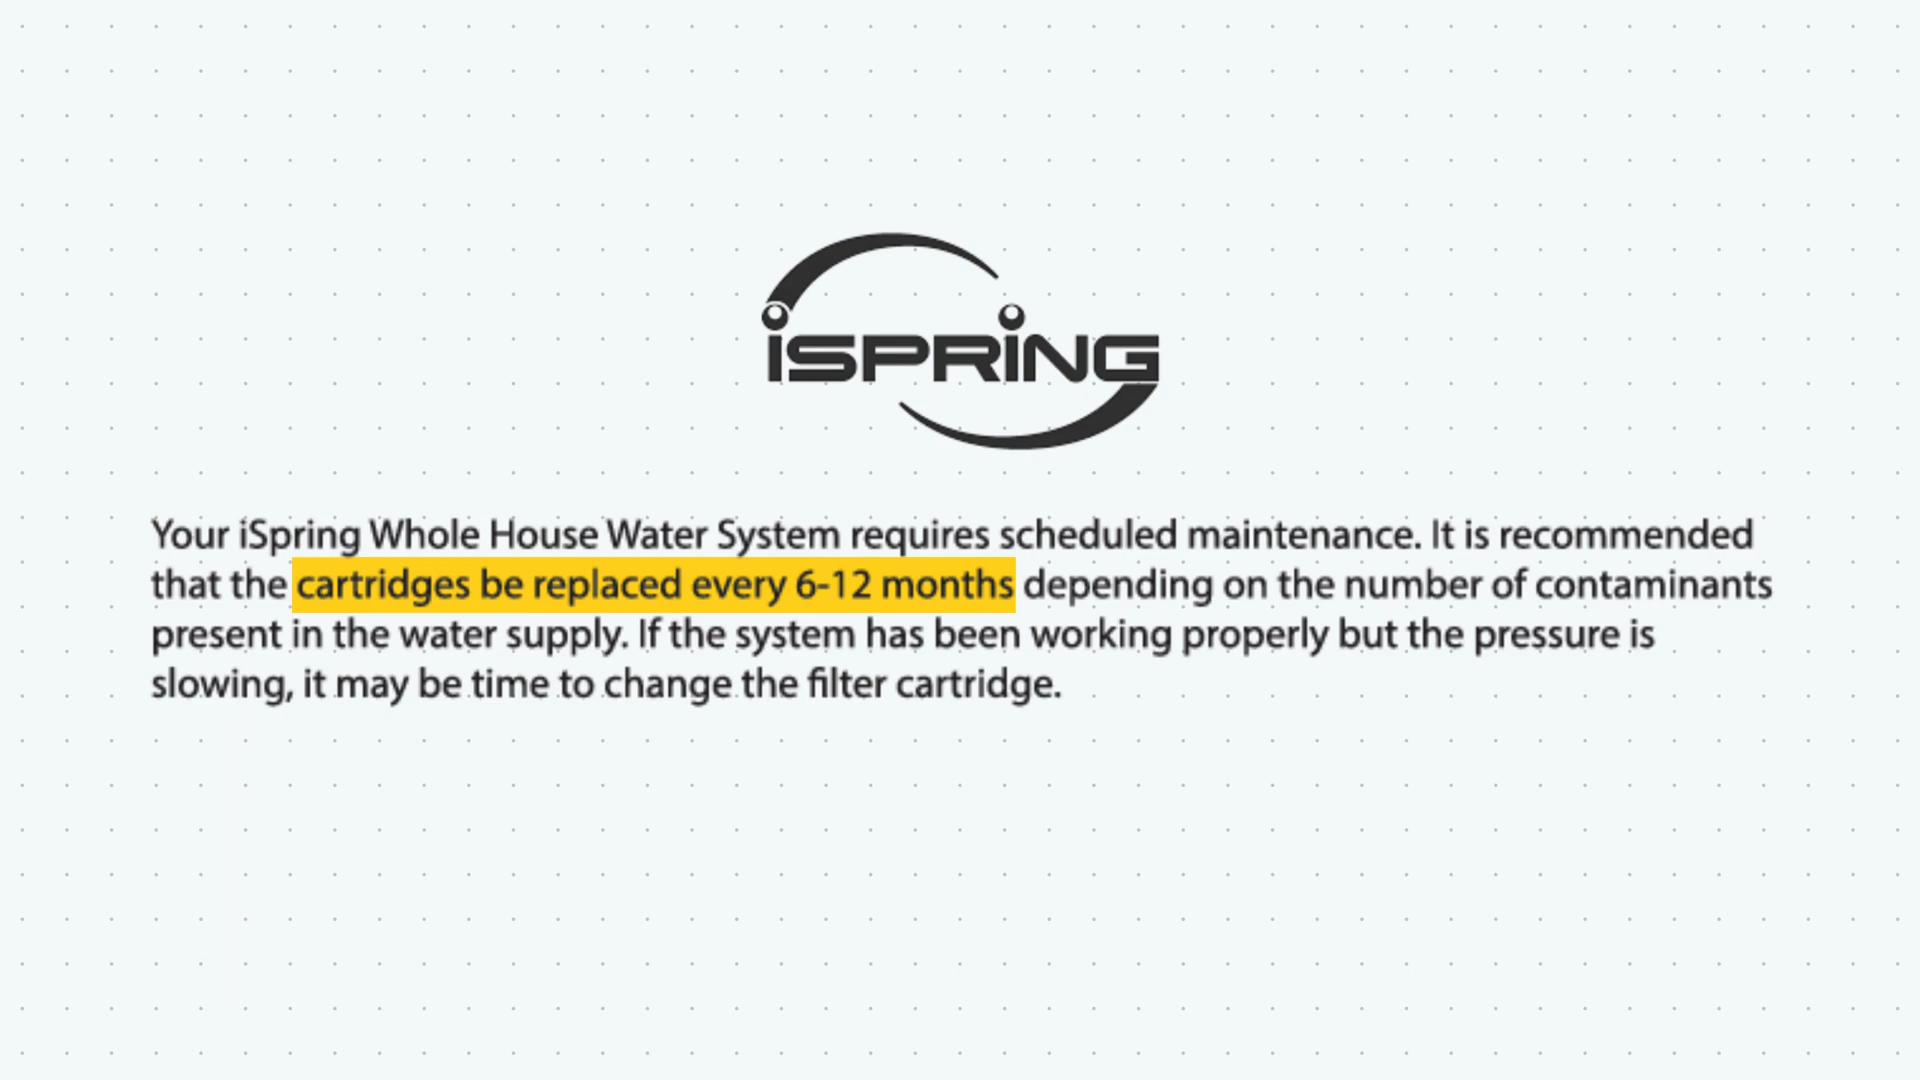 iSPRiNG
Your iSpring Whole House Water System requires scheduled maintenance. It is recommended
that the cartridges be replaced every 6-12 months depending on the number of contaminants
present in the water supply. If the system has been working properly but the pressure is
slowing, it may be time to change the filter cartridge.